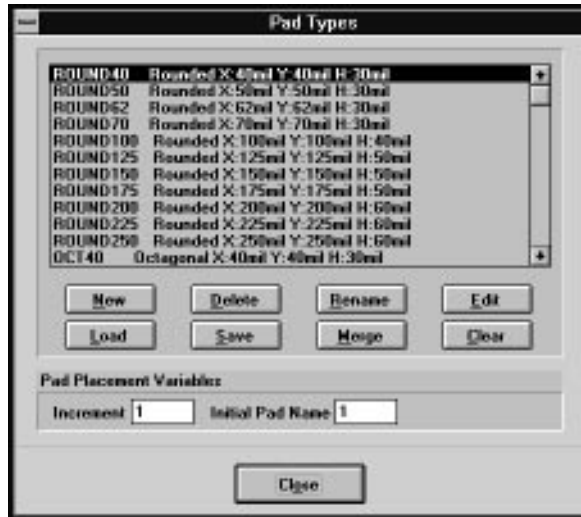 Pad Types
ROUND40 Rounded X:40mil Y:40mil H:30mil
ROUND50 Rounded X:50mil Y:50mil H:30mil
ROUND62 Rounded X:62mil Y:62mil H:30mil
ROUND70 Rounded X:70mil Y:70mil H:30mil
ROUND100 Rounded X:100mil Y:100mil H:40mil
ROUND125 Rounded X:125mil Y:125mil H:50mil
ROUND150 Rounded X:150mil Y:150mil H:50mil
ROUND175 Rounded X:175mil Y:175mil H:50mil
ROUND200 Rounded X:200mil Y:200mil H:60mil
ROUND225 Rounded X:225mil Y:225mil H:60mil
ROUND250 Rounded X:250mil Y:250mil H:60mil
OCT40 Octagonal X:40mil Y:40mil H:30mil
New Delete Rename Edit
Load Save Merge Clear
Pad Placement Variables
Increment 1 Initial Pad Name 1
Close